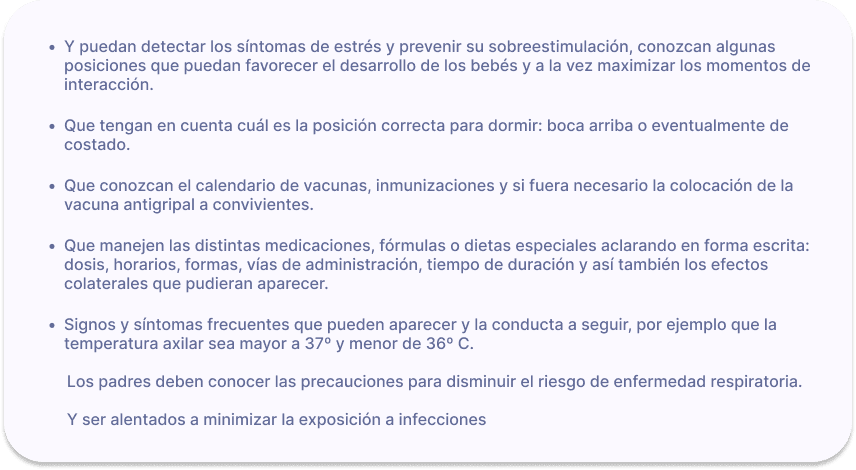 • Y puedan detectar los síntomas de estrés y prevenir su sobreestimulación, conozcan algunas
posiciones que puedan favorecer el desarrollo de los bebés y a la vez maximizar los momentos de
interacción.
• Que tengan en cuenta cuál es la posición correcta para dormir: boca arriba o eventualmente de
costado.
• Que conozcan el calendario de vacunas, inmunizaciones y si fuera necesario la colocación de la
vacuna antigripal a convivientes.
• Que manejen las distintas medicaciones, fórmulas o dietas especiales aclarando en forma escrita:
dosis, horarios, formas, vías de administración, tiempo de duración y así también los efectos
colaterales que pudieran aparecer.
• Signos y síntomas frecuentes que pueden aparecer y la conducta a seguir, por ejemplo que la
temperatura axilar sea mayor a 37º y menor de 36º C.
Los padres deben conocer las precauciones para disminuir el riesgo de enfermedad respiratoria.
Y ser alentados a minimizar la exposición a infecciones